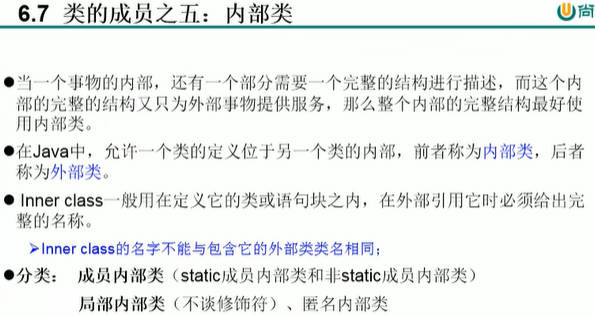 6.7 类的成员之五：内部类
尚
●当一个事物的内部，还有一个部分需要一个完整的结构进行描述，而这个内
部的完整的结构又只为外部事物提供服务，那么整个内部的完整结构最好使
用内部类。
●在Java中，允许一个类的定义位于另一个类的内部，前者称为内部类，后者
称为外部类。
● Inner class一般用在定义它的类或语句块之内，在外部引用它时必须给出完
整的名称。
➢Inner class的名字不能与包含它的外部类类名相同；
●分类： 成员内部类（static成员内部类和非static成员内部类）
局部内部类（不谈修饰符）、匿名内部类